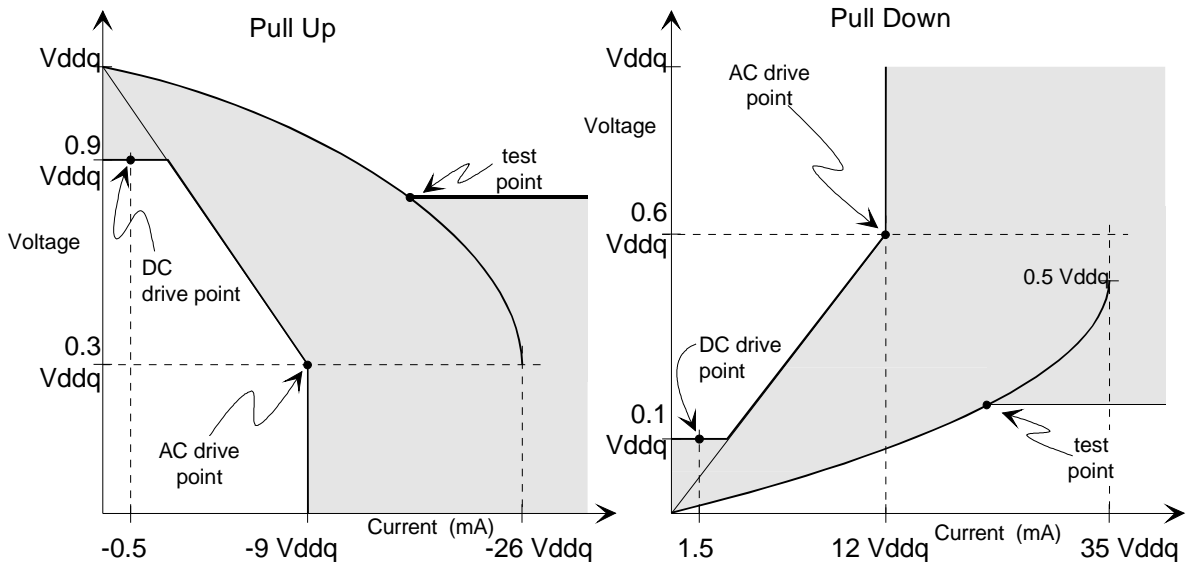 Pull Up
Vddq
0.9
Vddq
Voltage
0.3
Vddq
test
point
DC
drive point
AC drive
point
Current (mA)
-0.5
-9 Vddq
-26 Vddq
Pull Down
Vddq
Voltage
0.6
Vddq
0.1
Vddq
AC drive
point
0.5 Vddq
DC drive
point
test
point
Current (mA)
1.5
12 Vddq
35 Vddq